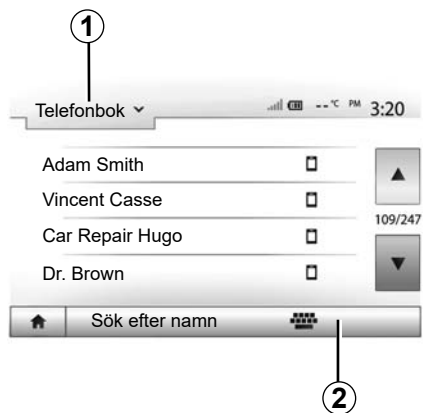 1
Telefonbok
--°C PM 3:20
Adam Smith
Vincent Casse
109/247
Car Repair Hugo
Dr. Brown
Sök efter namn
2